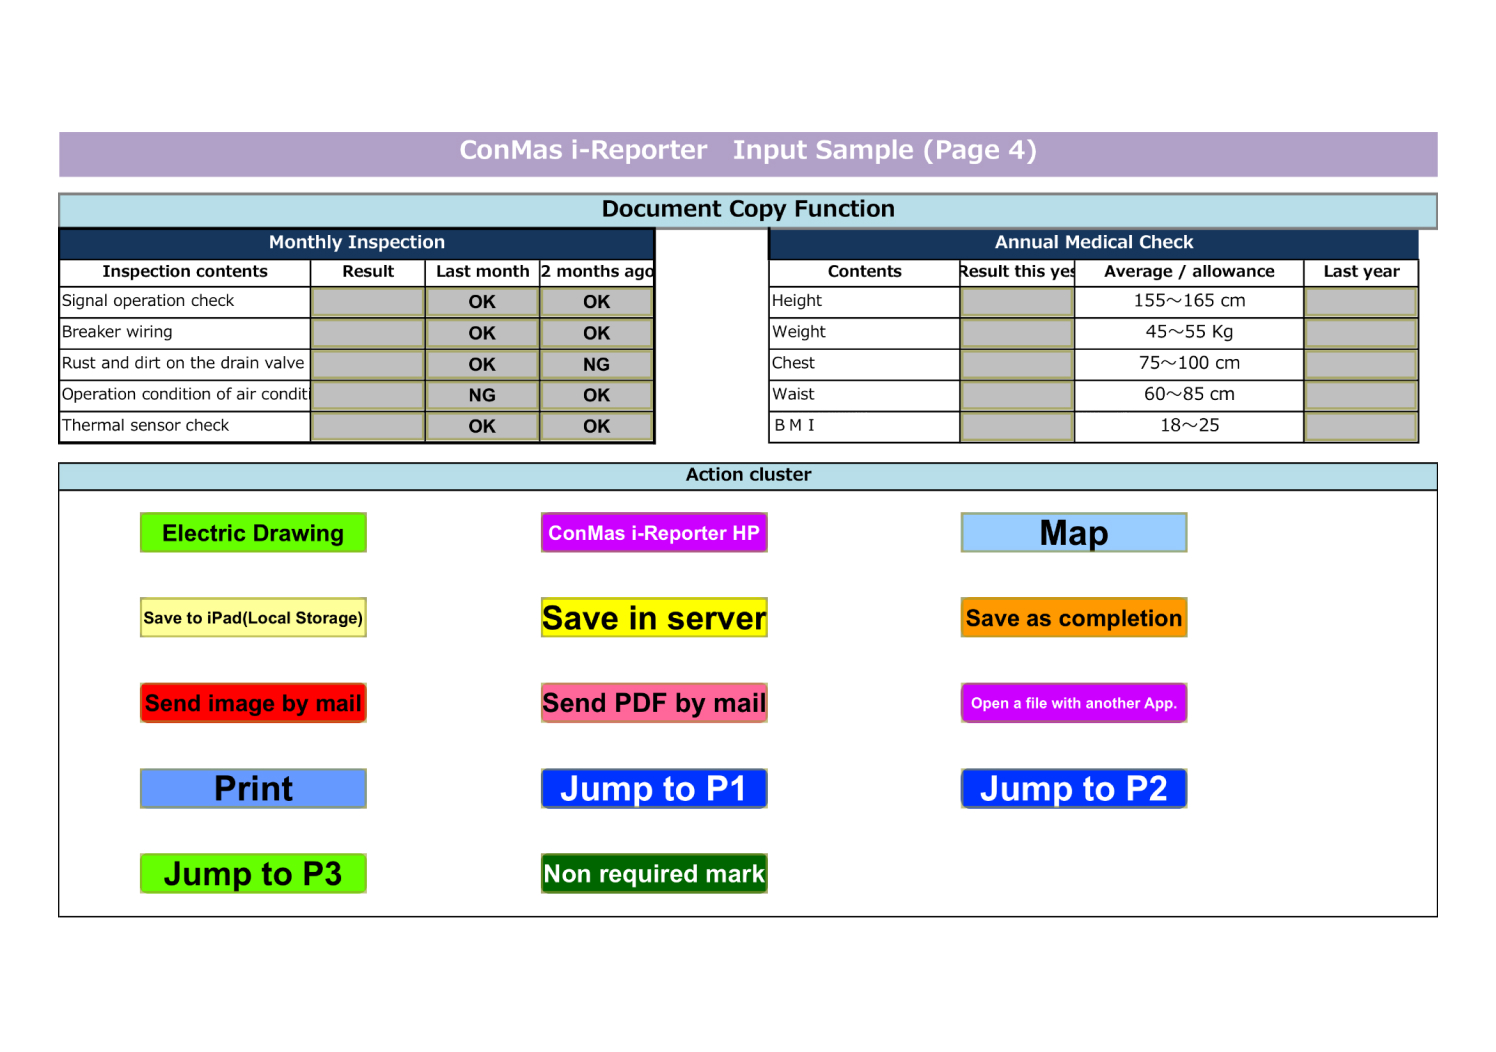 ConMas i-Reporter   Input Sample (Page 4)
Document Copy Function
Monthly Inspection
Inspection contents Result Last month 2 months ago
Signal operation check OK OK
Breaker wiring OK OK
Rust and dirt on the drain valve OK NG
Operation condition of air conditi NG OK
Thermal sensor check OK OK
Annual Medical Check
Contents Result this yea Average / allowance Last year
Height 155～165 cm
Weight 45～55 Kg
Chest 75～100 cm
Waist 60～85 cm
ＢＭＩ 18～25
Action cluster
Electric Drawing ConMas i-Reporter HP Map
Save to iPad(Local Storage) Save in server Save as completion
Send image by mail Send PDF by mail Open a file with another App.
Print Jump to P1 Jump to P2
Jump to P3 Non required mark